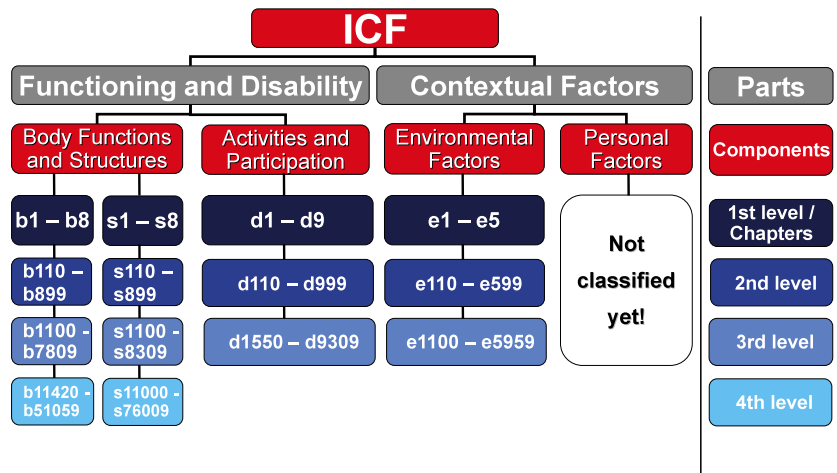 ICF
Functioning and Disability
Contextual Factors
Parts
Body Functions
and Structures
Activities and
Participation
Environmental
Factors
Personal
Factors
Components
b1 – b8
s1 – s8
d1 – d9
e1 – e5
Not
classified
yet!
1st level /
Chapters
b110 –
b899
s110 –
s899
d110 – d999
e110 – e599
2nd level
b1100 -
b7809
s1100 -
s8309
d1550 – d9309
e1100 – e5959
3rd level
b11420 -
b51059
s11000 -
s76009
4th level